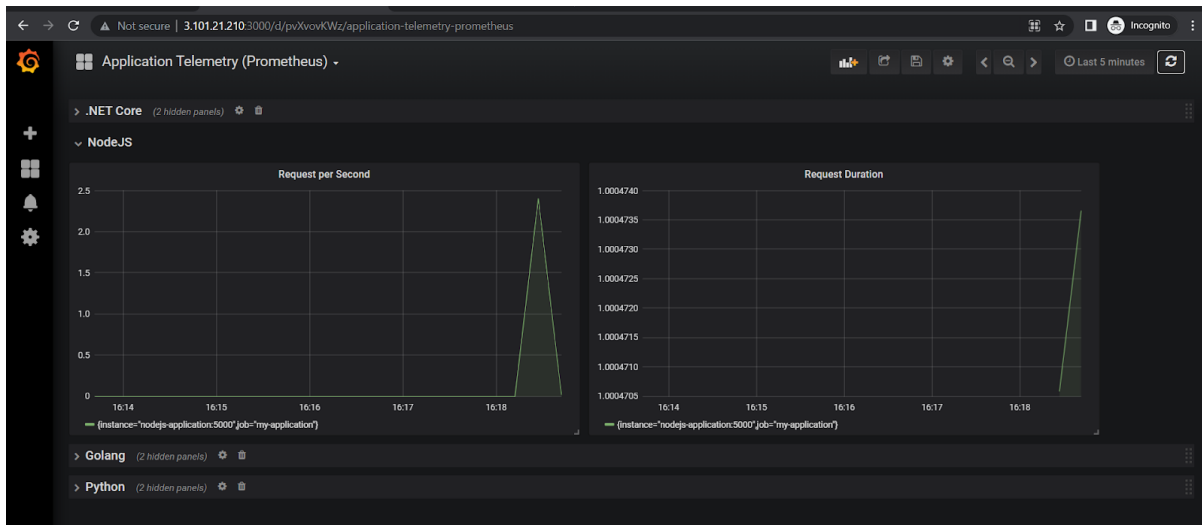 Not secure | 3.101.21.210:3000/d/pvXvovKWz/application-telemetry-prometheus
Incognito
Application Telemetry (Prometheus)
Last 5 minutes
.NET Core (2 hidden panels)
NodeJS
Request per Second
2.5
2.0
1.5
1.0
0.5
0
16:14 16:15 16:16 16:17 16:18
{instance="nodejs-application:5000",job="my-application"}
Request Duration
1.0004740
1.0004735
1.0004730
1.0004725
1.0004720
1.0004715
1.0004710
1.0004705
16:14 16:15 16:16 16:17 16:18
{instance="nodejs-application:5000",job="my-application"}
Golang (2 hidden panels)
Python (2 hidden panels)